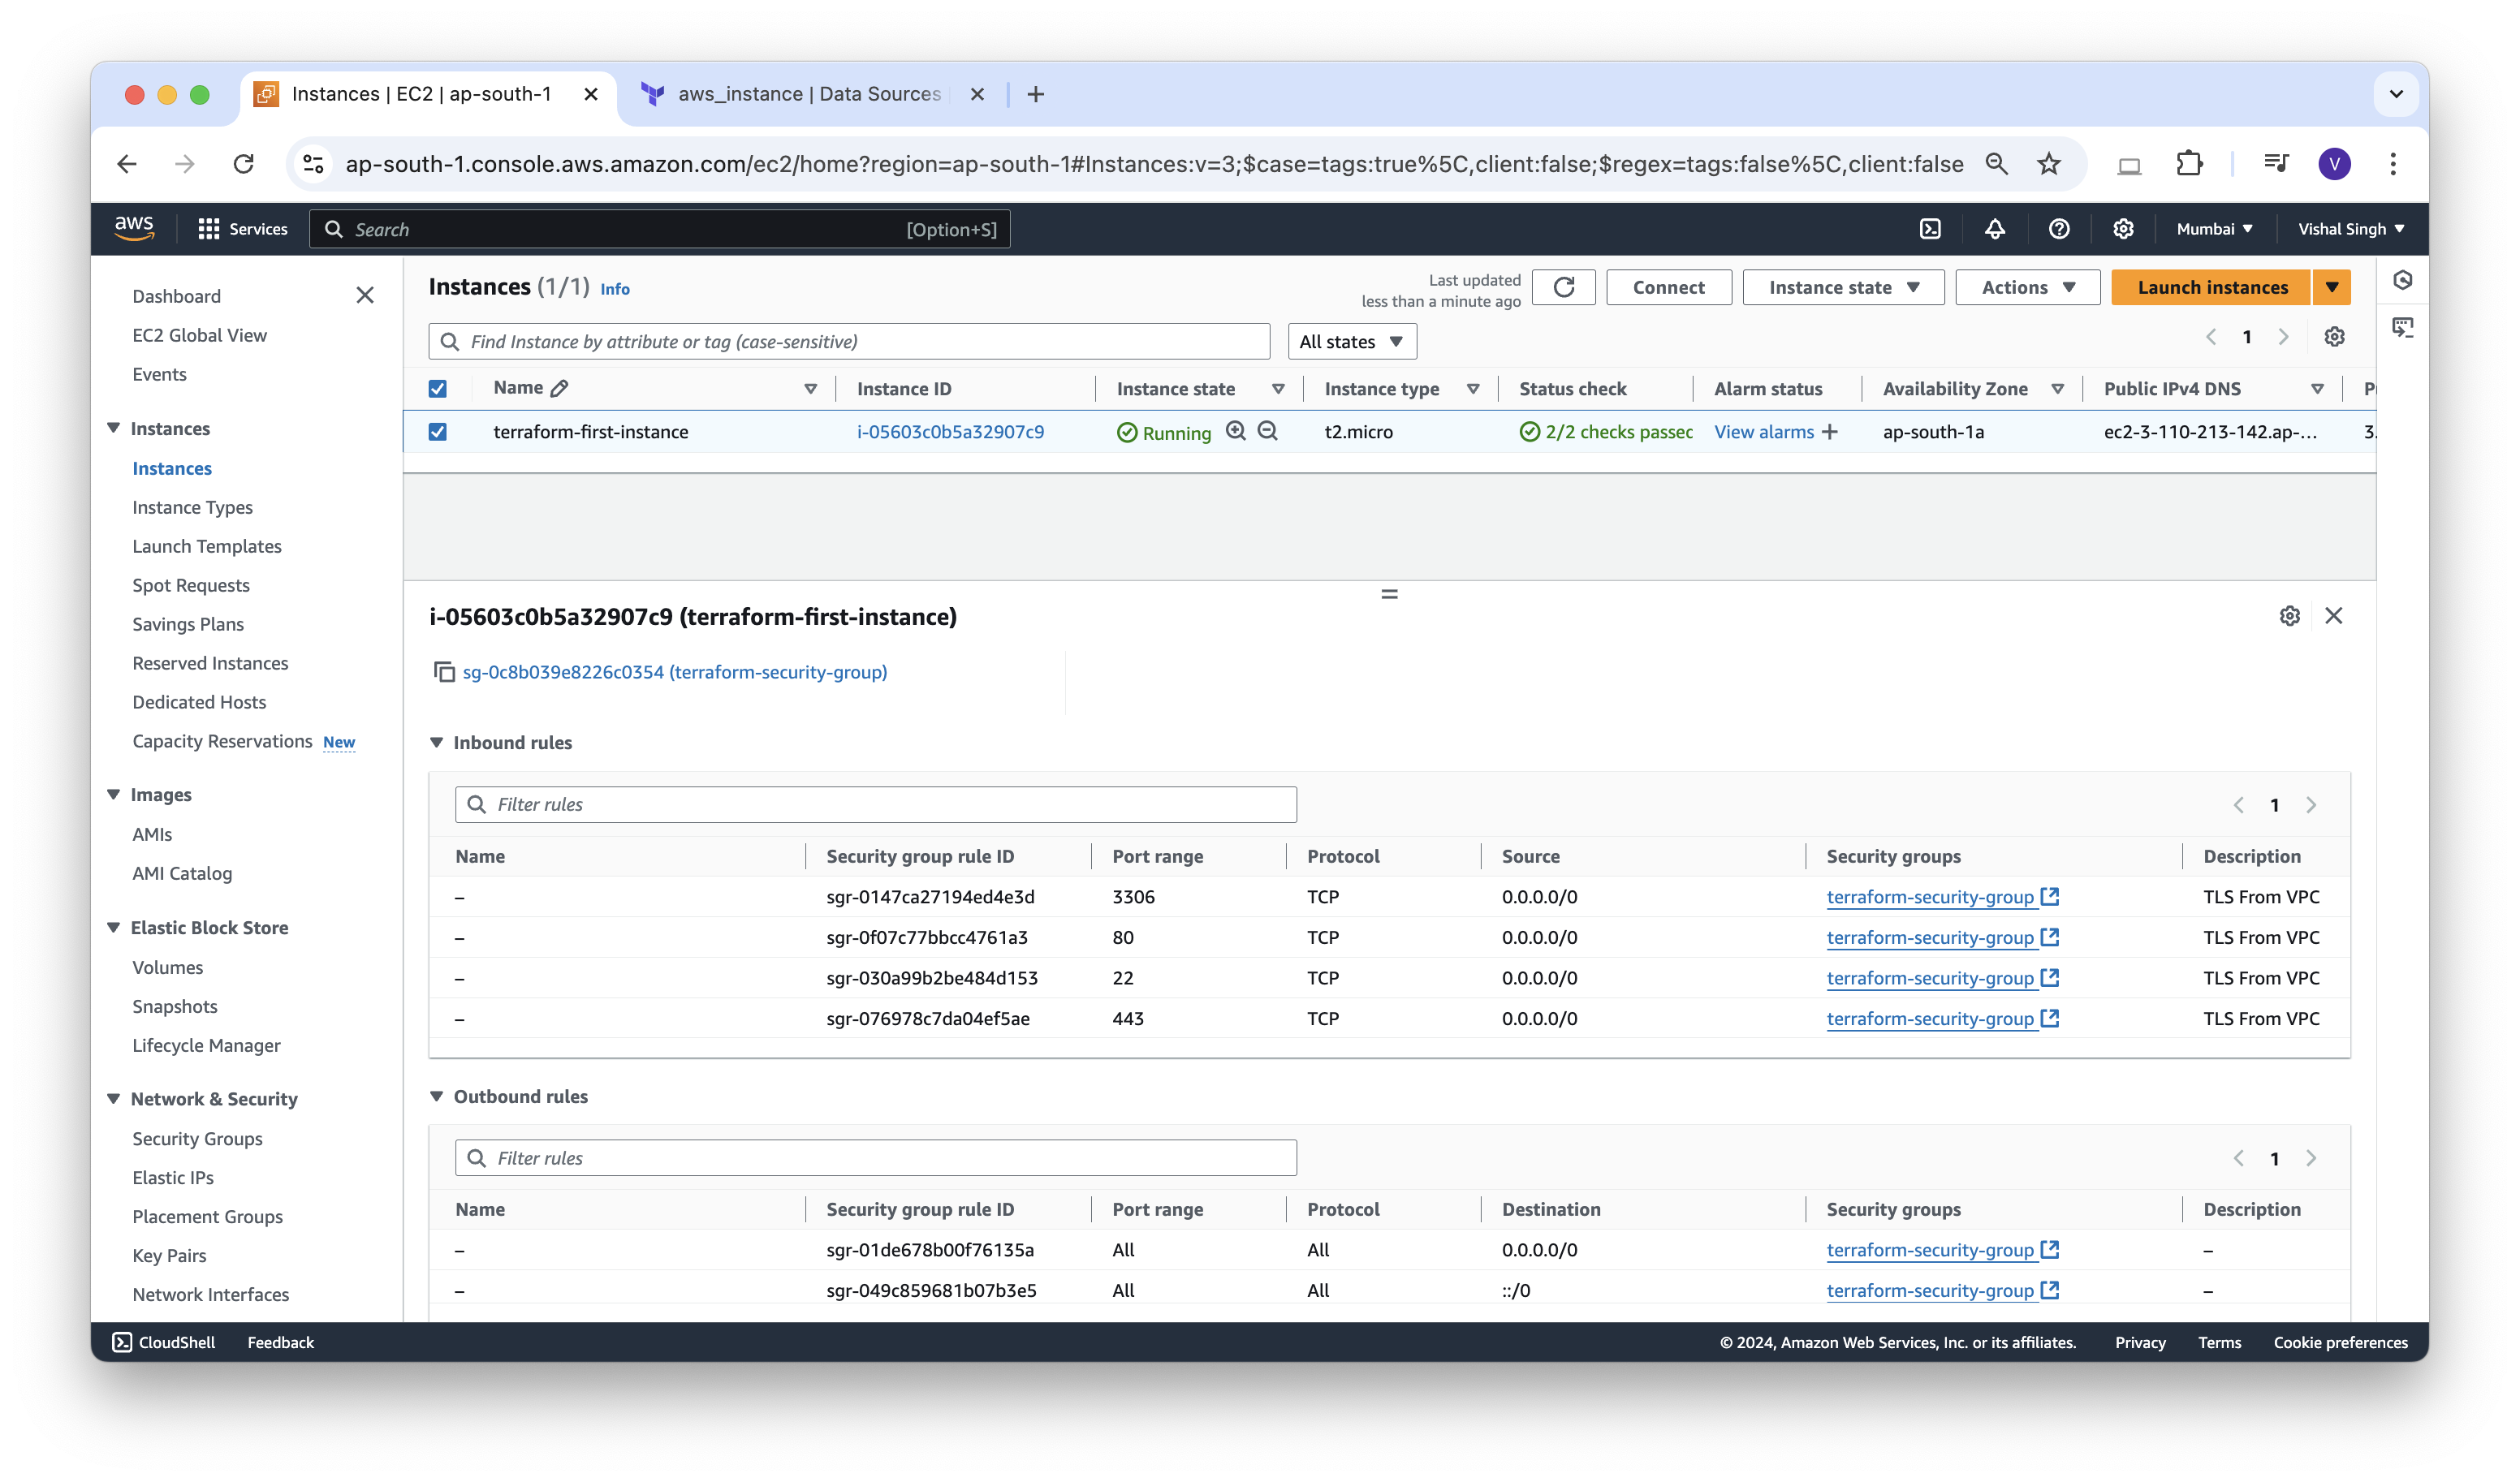 Instances | EC2 | ap-south-1
aws_instance | Data Sources
ap-south-1.console.aws.amazon.com/ec2/home?region=ap-south-1#Instances:v=3;$case=tags:true%5C,client:false;$regex=tags:false%5C,client:false
V
aws
Services
Search
[Option+S]
Mumbai
Vishal Singh
Dashboard
EC2 Global View
Events
Instances
Instances
Instance Types
Launch Templates
Spot Requests
Savings Plans
Reserved Instances
Dedicated Hosts
Capacity Reservations New
Images
AMIs
AMI Catalog
Elastic Block Store
Volumes
Snapshots
Lifecycle Manager
Network & Security
Security Groups
Elastic IPs
Placement Groups
Key Pairs
Network Interfaces
Instances (1/1) Info
Last updated
less than a minute ago
Connect
Instance state
Actions
Launch instances
Find Instance by attribute or tag (case-sensitive)
All states
1
Name Instance ID Instance state Instance type Status check Alarm status Availability Zone Public IPv4 DNS
terraform-first-instance i-05603c0b5a32907c9 Running t2.micro 2/2 checks passec View alarms + ap-south-1a ec2-3-110-213-142.ap-... 3.
i-05603c0b5a32907c9 (terraform-first-instance)
sg-0c8b039e8226c0354 (terraform-security-group)
Inbound rules
Filter rules
1
Name Security group rule ID Port range Protocol Source Security groups Description
– sgr-0147ca27194ed4e3d 3306 TCP 0.0.0.0/0 terraform-security-group TLS From VPC
– sgr-0f07c77bbcc4761a3 80 TCP 0.0.0.0/0 terraform-security-group TLS From VPC
– sgr-030a99b2be484d153 22 TCP 0.0.0.0/0 terraform-security-group TLS From VPC
– sgr-076978c7da04ef5ae 443 TCP 0.0.0.0/0 terraform-security-group TLS From VPC
Outbound rules
Filter rules
1
Name Security group rule ID Port range Protocol Destination Security groups Description
– sgr-01de678b00f76135a All All 0.0.0.0/0 terraform-security-group –
– sgr-049c859681b07b3e5 All All ::/0 terraform-security-group –
CloudShell
Feedback
© 2024, Amazon Web Services, Inc. or its affiliates.
Privacy
Terms
Cookie preferences